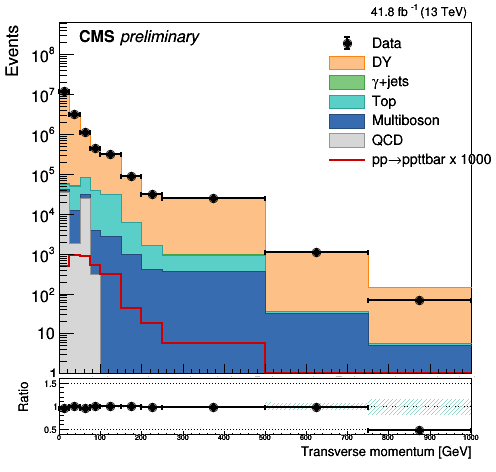 41.8 fb⁻¹ (13 TeV)
CMS preliminary
Events
10⁸
10⁷
10⁶
10⁵
10⁴
10³
10²
10
1
Data
DY
γ+jets
Top
Multiboson
QCD
pp→ppttbar x 1000
Ratio
1.5
1
0.5
0 100 200 300 400 500 600 700 800 900 1000
Transverse momentum [GeV]